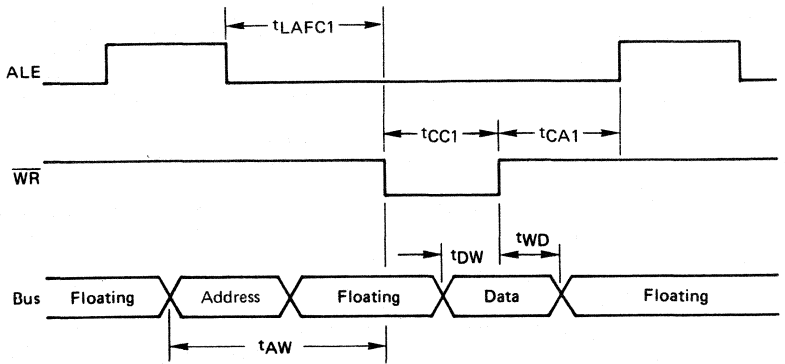 tLAFC1
ALE
tCC1
tCA1
WR
tDW
tWD
Bus Floating Address Floating Data Floating
tAW